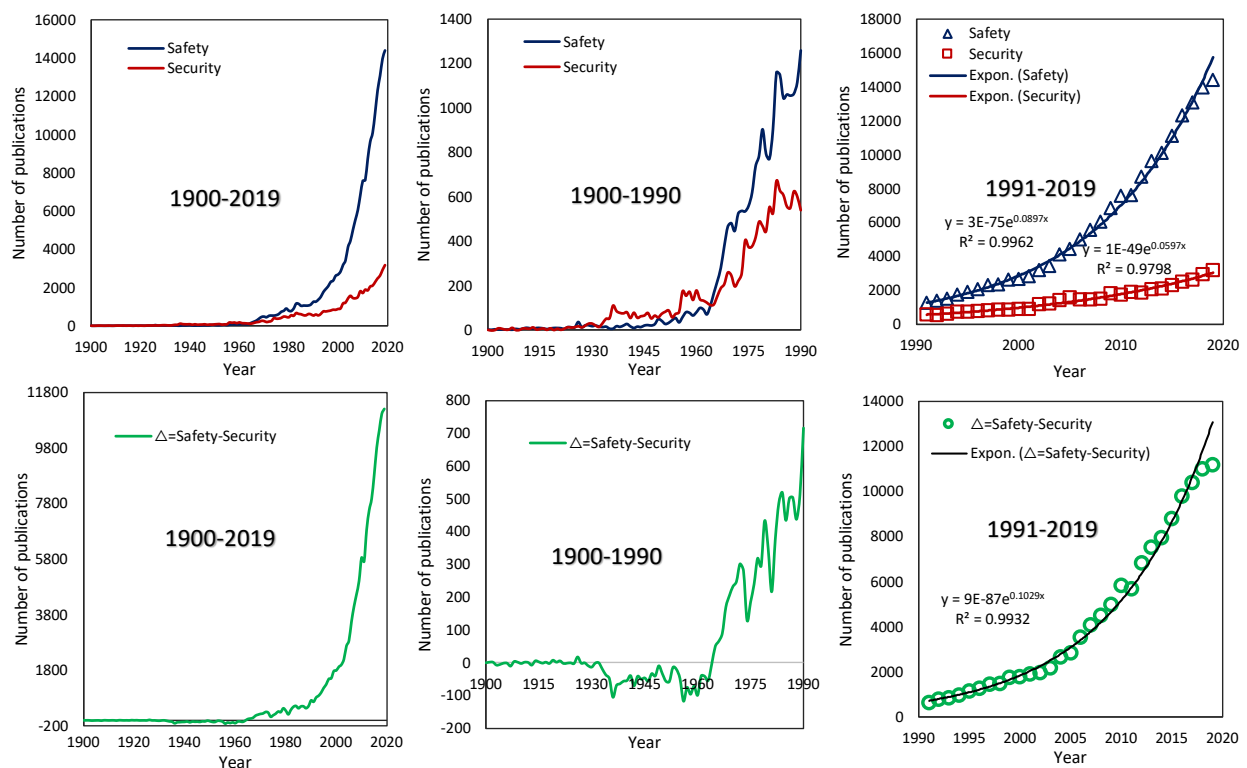 16000
14000
12000
10000
8000
6000
4000
2000
0
Number of publications
Safety
Security
1900-2019
1900 1920 1940 1960 1980 2000 2020
Year
1400
1200
1000
800
600
400
200
0
Number of publications
Safety
Security
1900-1990
1900 1915 1930 1945 1960 1975 1990
Year
18000
16000
14000
12000
10000
8000
6000
4000
2000
0
Number of publications
Safety
Security
Expon. (Safety)
Expon. (Security)
1991-2019
y = 3E-75e^0.0897x
R² = 0.9962
y = 1E-49e^0.0597x
R² = 0.9798
1990 2000 2010 2020
Year
11800
9800
7800
5800
3800
1800
-200
Number of publications
△=Safety-Security
1900-2019
1900 1920 1940 1960 1980 2000 2020
Year
800
700
600
500
400
300
200
100
0
-100
-200
Number of publications
△=Safety-Security
1900-1990
1900 1915 1930 1945 1960 1975 1990
Year
14000
12000
10000
8000
6000
4000
2000
0
Number of publications
△=Safety-Security
Expon. (△=Safety-Security)
1991-2019
y = 9E-87e^0.1029x
R² = 0.9932
1990 1995 2000 2005 2010 2015 2020
Year